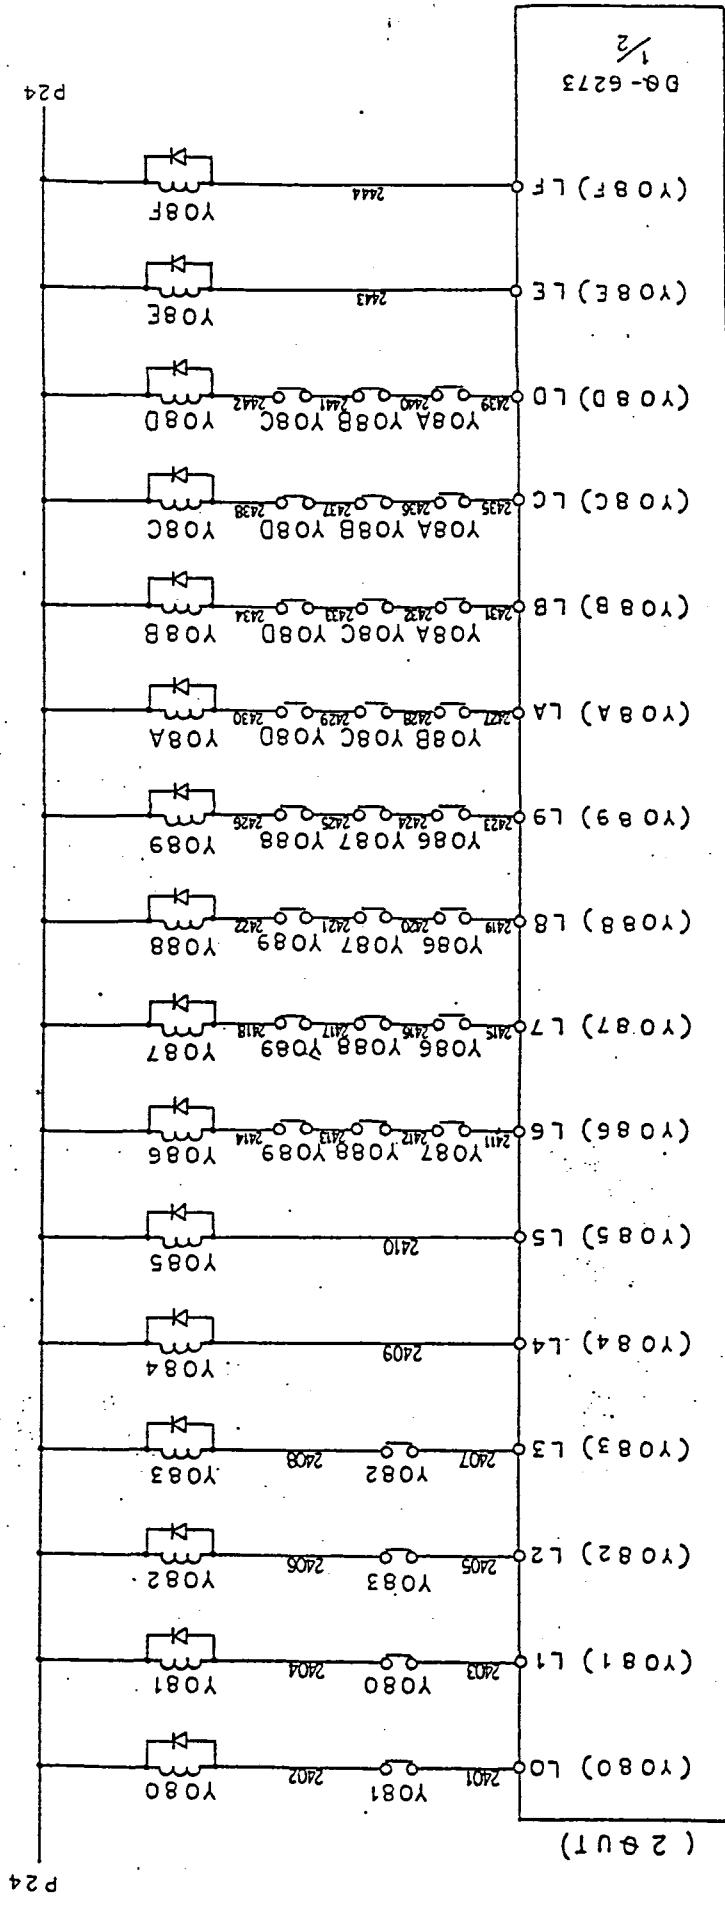 P24
(2OUT)
(Y080) L0 2401 Y081 2402 Y080
(Y081) L1 2403 Y080 2404 Y081
(Y082) L2 2405 Y083 2406 Y082
(Y083) L3 2407 Y082 2408 Y083
(Y084) L4 2409 Y084
(Y085) L5 2410 Y085
(Y086) L6 2411 Y087 2412 Y088 2413 Y089 2414 Y086
(Y087) L7 2415 Y086 2416 Y088 2417 Y089 2418 Y087
(Y088) L8 2419 Y086 2420 Y087 2421 Y089 2422 Y088
(Y089) L9 2423 Y086 2424 Y087 2425 Y088 2426 Y089
(Y08A) LA 2427 Y08B 2428 Y08C 2429 Y08D 2430 Y08A
(Y08B) LB 2431 Y08A 2432 Y08C 2433 Y08D 2434 Y08B
(Y08C) LC 2435 Y08A 2436 Y08B 2437 Y08D 2438 Y08C
(Y08D) LD 2439 Y08A 2440 Y08B 2441 Y08C 2442 Y08D
(Y08E) LE 2443 Y08E
(Y08F) LF 2444 Y08F
P24
DO-6273
1/2